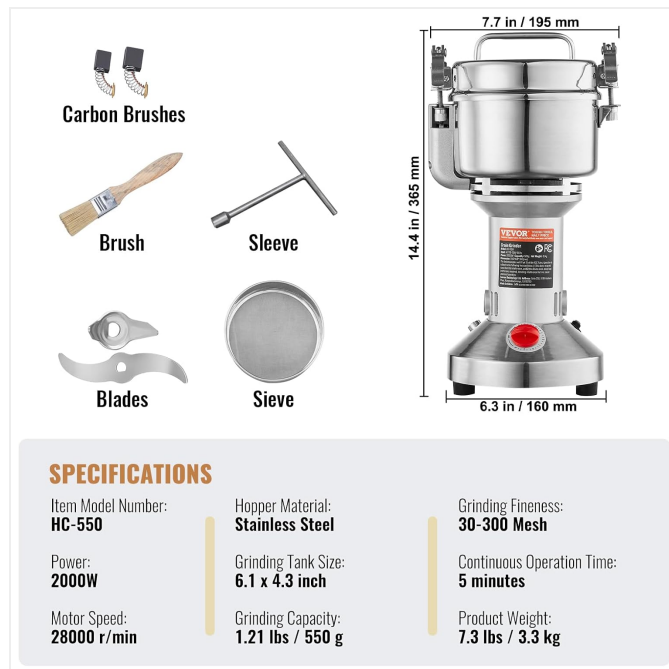 7.7 in / 195 mm
Carbon Brushes
14.4 in / 365 mm
Brush
Sleeve
VEVOR
Grain Grinder
FC
Blades
Sieve
6.3 in / 160 mm
SPECIFICATIONS
Item Model Number:
HC-550
Hopper Material:
Stainless Steel
Grinding Fineness:
30-300 Mesh
Power:
2000W
Grinding Tank Size:
6.1 x 4.3 inch
Continuous Operation Time:
5 minutes
Motor Speed:
28000 r/min
Grinding Capacity:
1.21 lbs / 550 g
Product Weight:
7.3 lbs / 3.3 kg